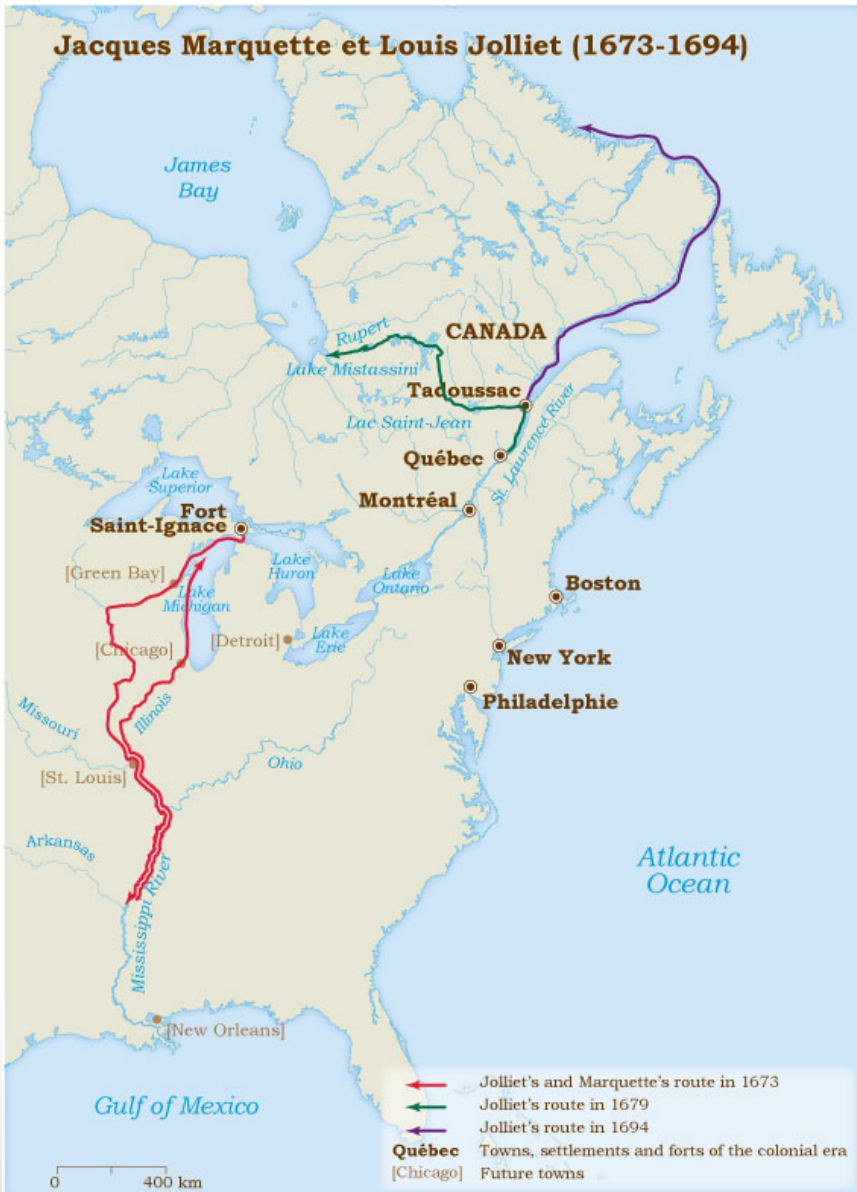 Jacques Marquette et Louis Jolliet (1673-1694)
James
Bay
Rupert
CANADA
Lake Mistassini
Tadoussac
Lac Saint-Jean
St. Lawrence River
Québec
Montréal
Lake
Superior
Fort
Saint-Ignace
[Green Bay]
Lake
Michigan
Lake
Huron
Lake
Ontario
Boston
[Detroit]
Lake
Erie
[Chicago]
New York
Illinois
Philadelphie
Missouri
Ohio
[St. Louis]
Arkansas
Mississippi River
Atlantic
Ocean
[New Orleans]
Gulf of Mexico
Jolliet's and Marquette's route in 1673
Jolliet's route in 1679
Jolliet's route in 1694
Québec Towns, settlements and forts of the colonial era
[Chicago] Future towns
0 400 km